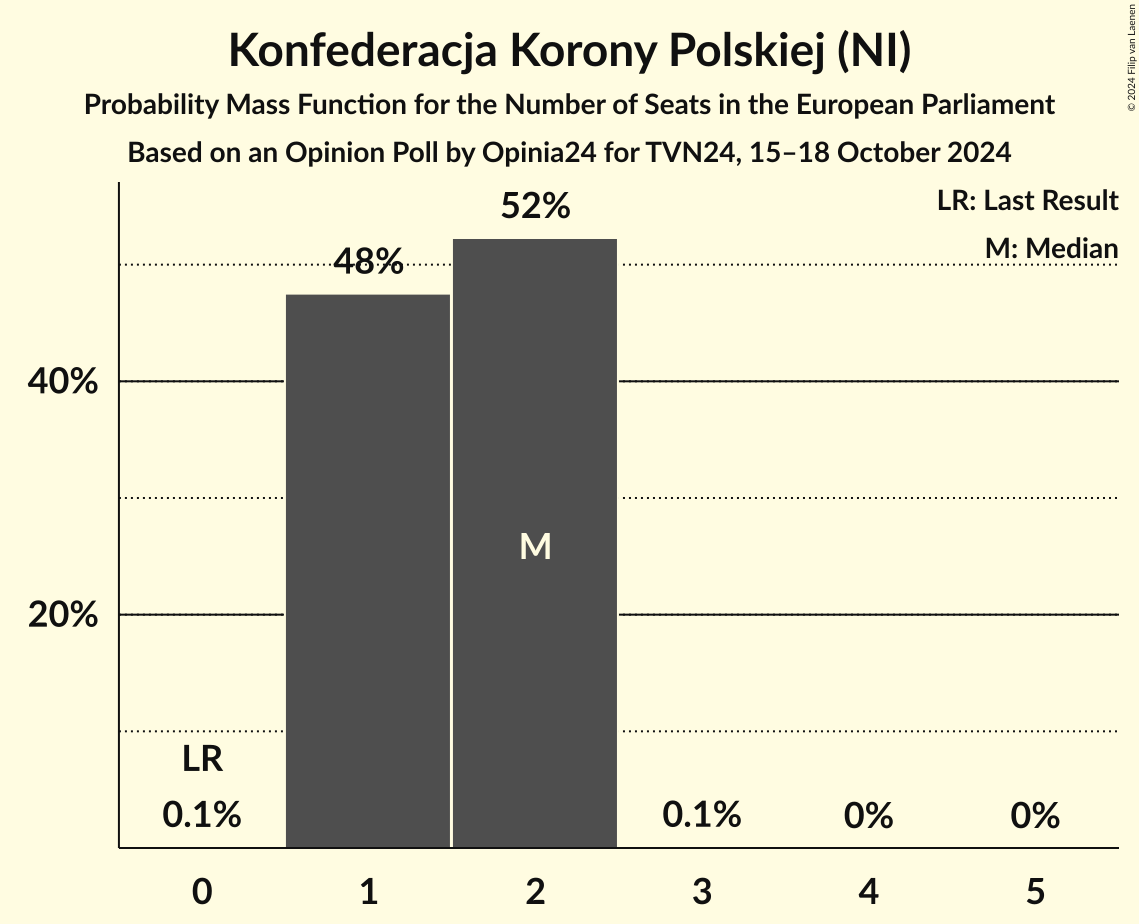 Konfederacja Korony Polskiej (NI)
Probability Mass Function for the Number of Seats in the European Parliament
Based on an Opinion Poll by Opinia24 for TVN24, 15–18 October 2024
© 2024 Filip van Laenen
LR: Last Result
M: Median
52%
48%
40%
M
20%
LR
0.1%
0.1%
0%
0%
0 1 2 3 4 5